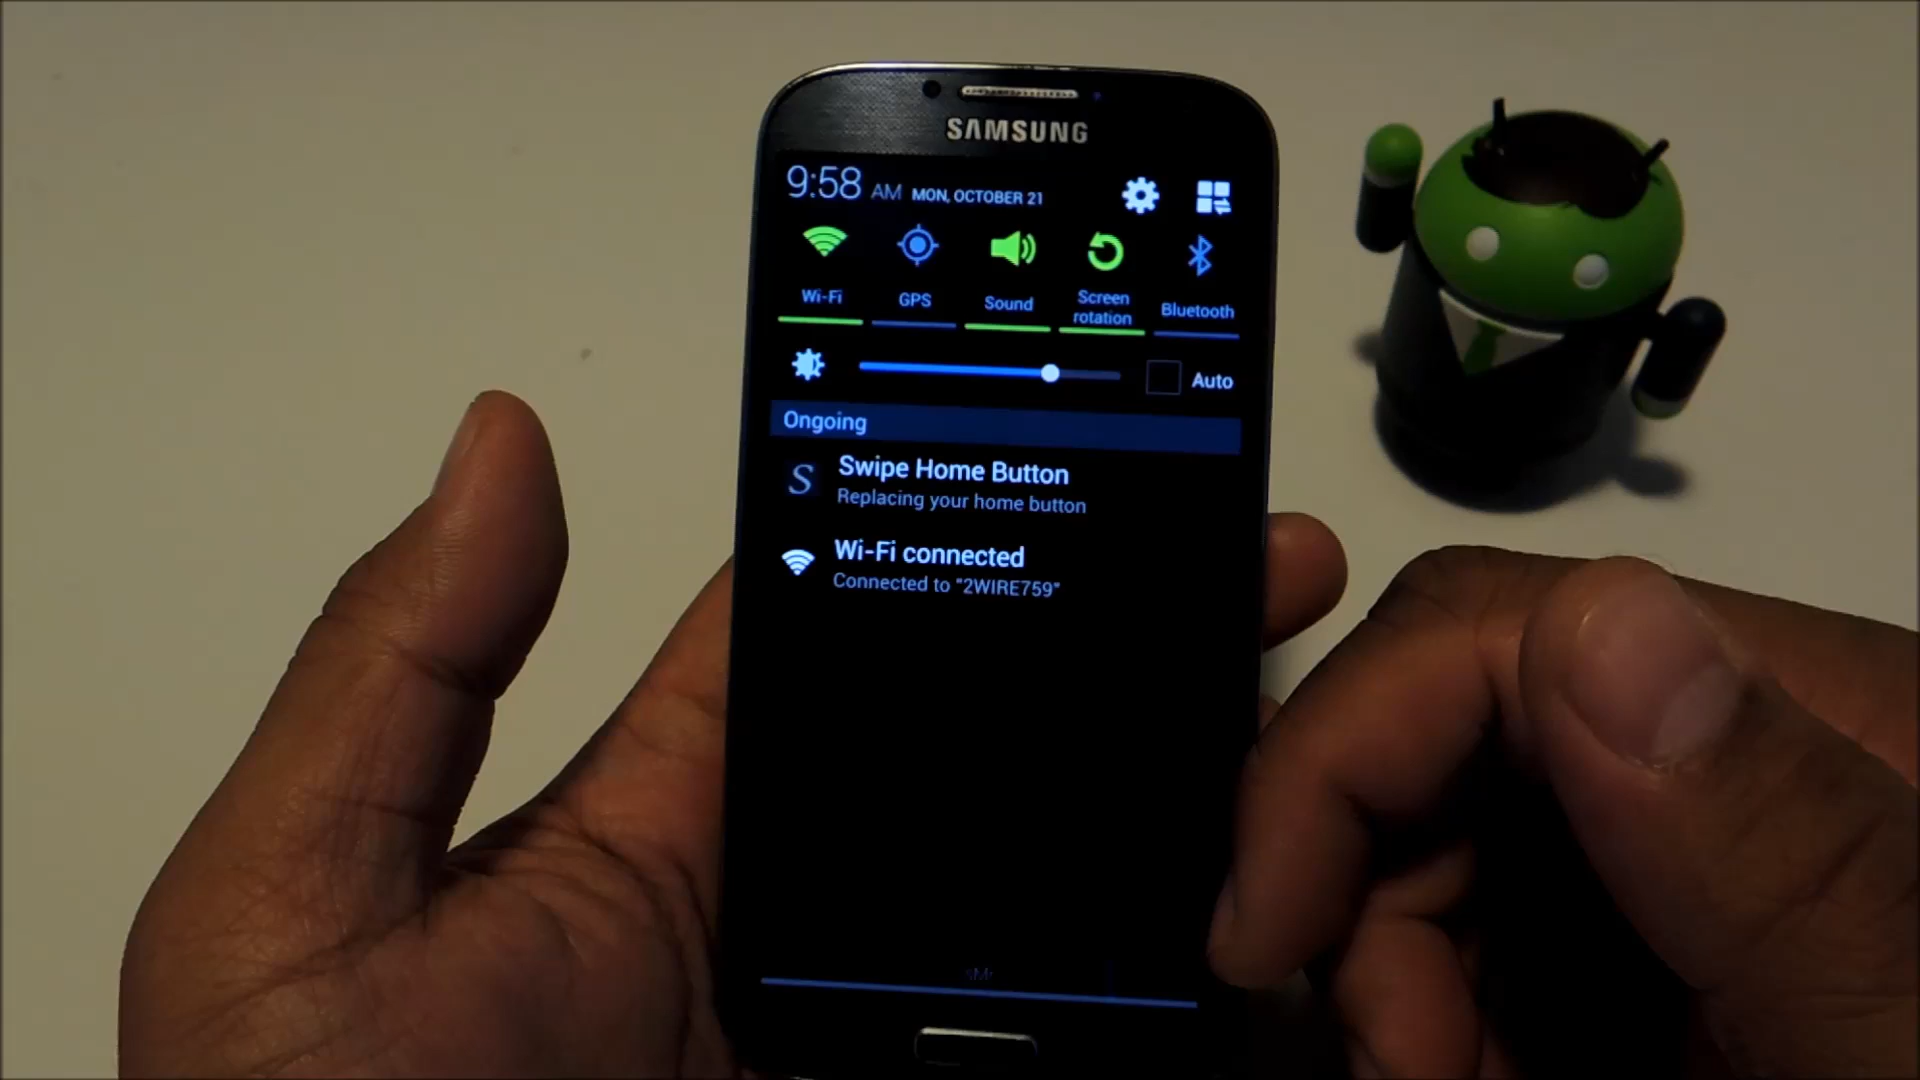 SAMSUNG
9:58 AM MON, OCTOBER 21
Wi-Fi
GPS
Sound
Screen
rotation
Bluetooth
Auto
Ongoing
Swipe Home Button
Replacing your home button
Wi-Fi connected
Connected to "2WIRE759"